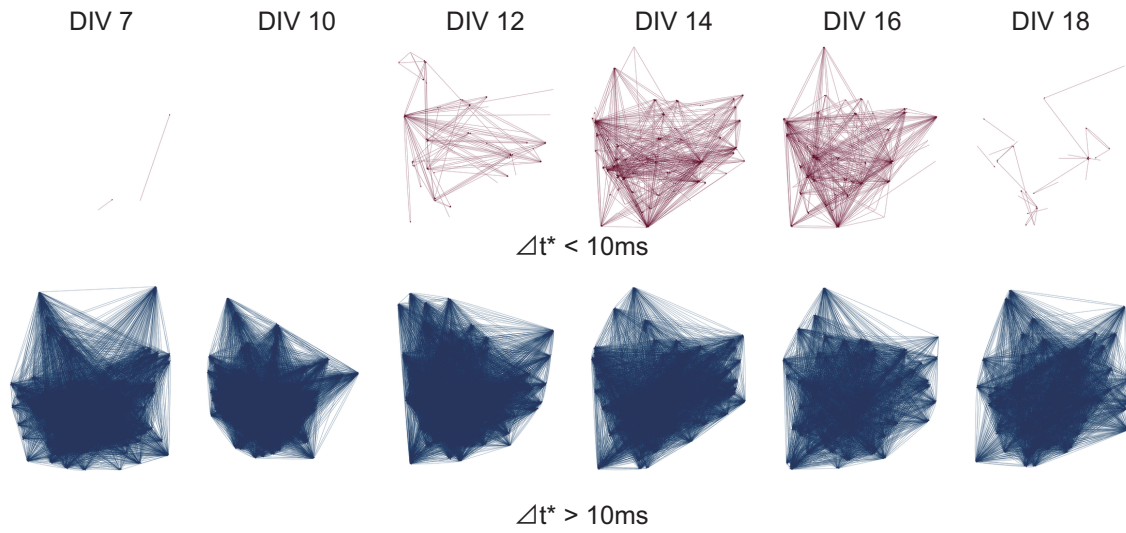 DIV 7 DIV 10 DIV 12 DIV 14 DIV 16 DIV 18
⊿t* < 10ms
⊿t* > 10ms